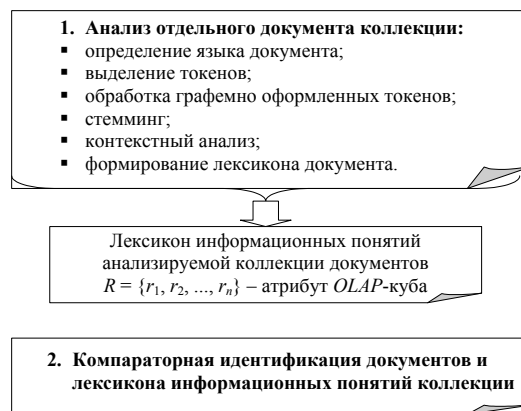 1. Анализ отдельного документа коллекции:
▪ определение языка документа;
▪ выделение токенов;
▪ обработка графемно оформленных токенов;
▪ стемминг;
▪ контекстный анализ;
▪ формирование лексикона документа.
Лексикон информационных понятий
анализируемой коллекции документов
R = {r₁, r₂, ..., rₙ} – атрибут OLAP-куба
2. Компараторная идентификация документов и
лексикона информационных понятий коллекции